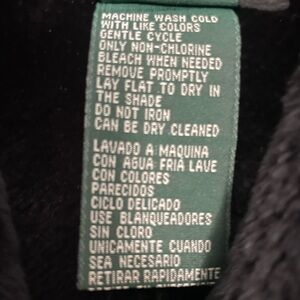 MACHINE WASH COLD
WITH LIKE COLORS
GENTLE CYCLE
ONLY NON-CHLORINE
BLEACH WHEN NEEDED
REMOVE PROMPTLY
LAY FLAT TO DRY IN
THE SHADE
DO NOT IRON
CAN BE DRY CLEANED
LAVADO A MAQUINA
CON AGUA FRIA LAVE
CON COLORES
PARECIDOS
CICLO DELICADO
USE BLANQUEADORES
SIN CLORO
UNICAMENTE CUANDO
SEA NECESARIO
RETIRAR RAPIDAMENTE